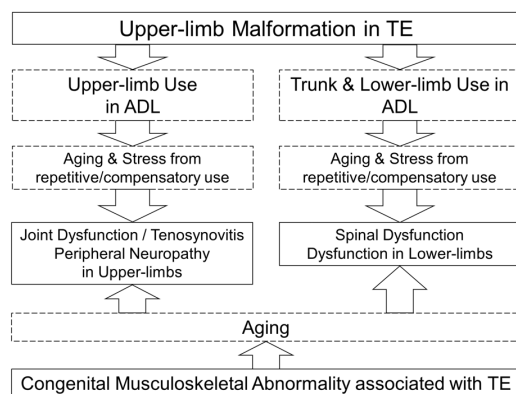 Upper-limb Malformation in TE
Upper-limb Use
in ADL
Trunk & Lower-limb Use in
ADL
Aging & Stress from
repetitive/compensatory use
Aging & Stress from
repetitive/compensatory use
Joint Dysfunction / Tenosynovitis
Peripheral Neuropathy
in Upper-limbs
Spinal Dysfunction
Dysfunction in Lower-limbs
Aging
Congenital Musculoskeletal Abnormality associated with TE